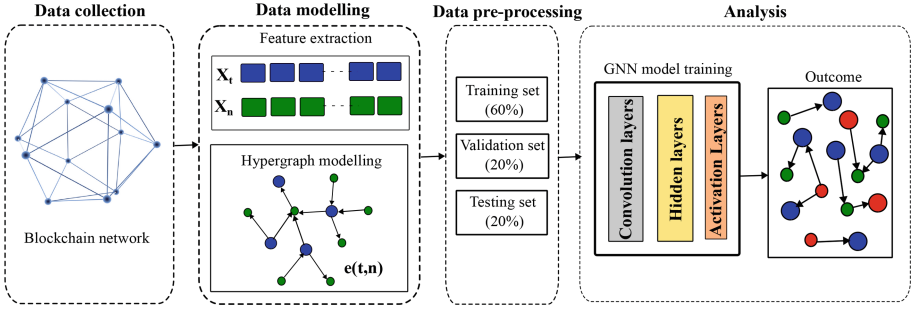 Data collection
Blockchain network
Data modelling
Feature extraction
Xt
Xn
Hypergraph modelling
e(t,n)
Data pre-processing
Training set
(60%)
Validation set
(20%)
Testing set
(20%)
Analysis
GNN model training
Convolution layers
Hidden layers
Activation Layers
Outcome